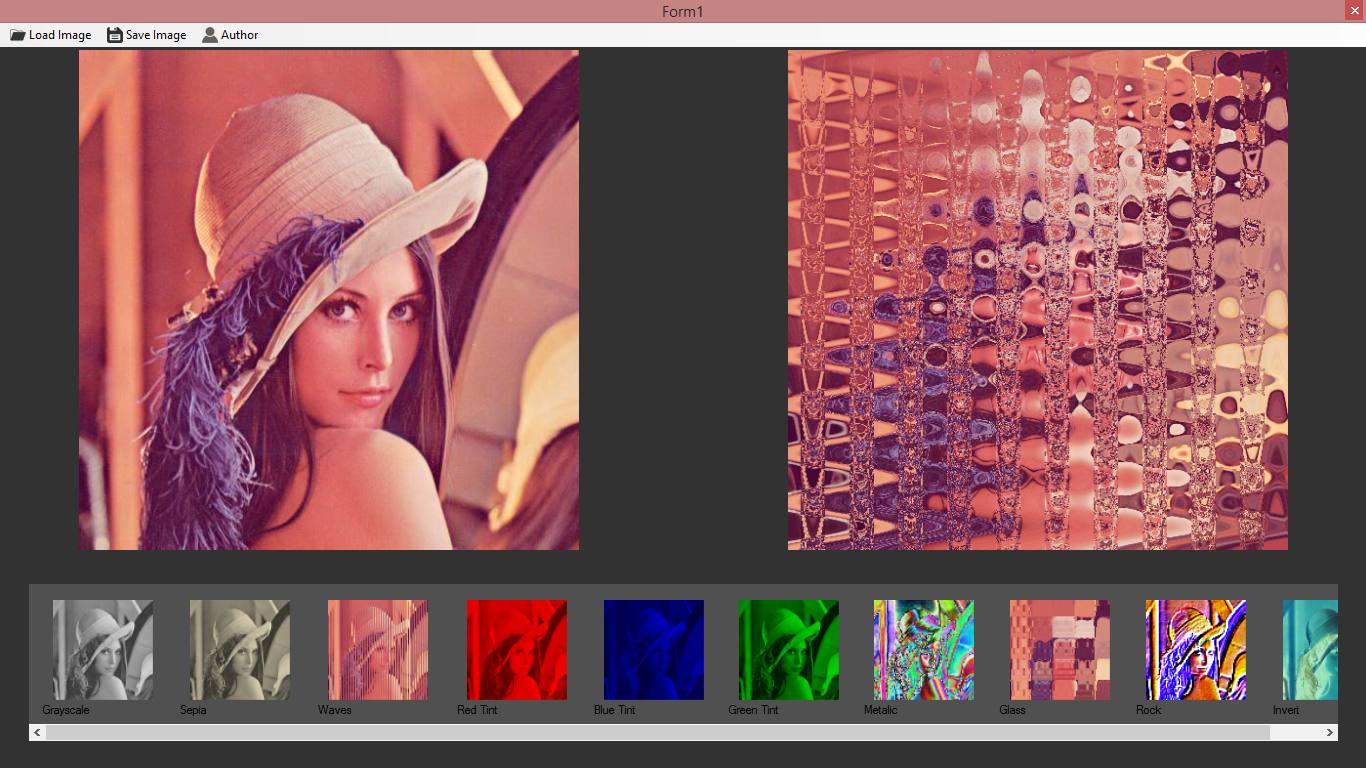 Form1
Load Image Save Image Author
Grayscale Sepia Waves Red Tint Blue Tint Green Tint Metalic Glass Rock Invert